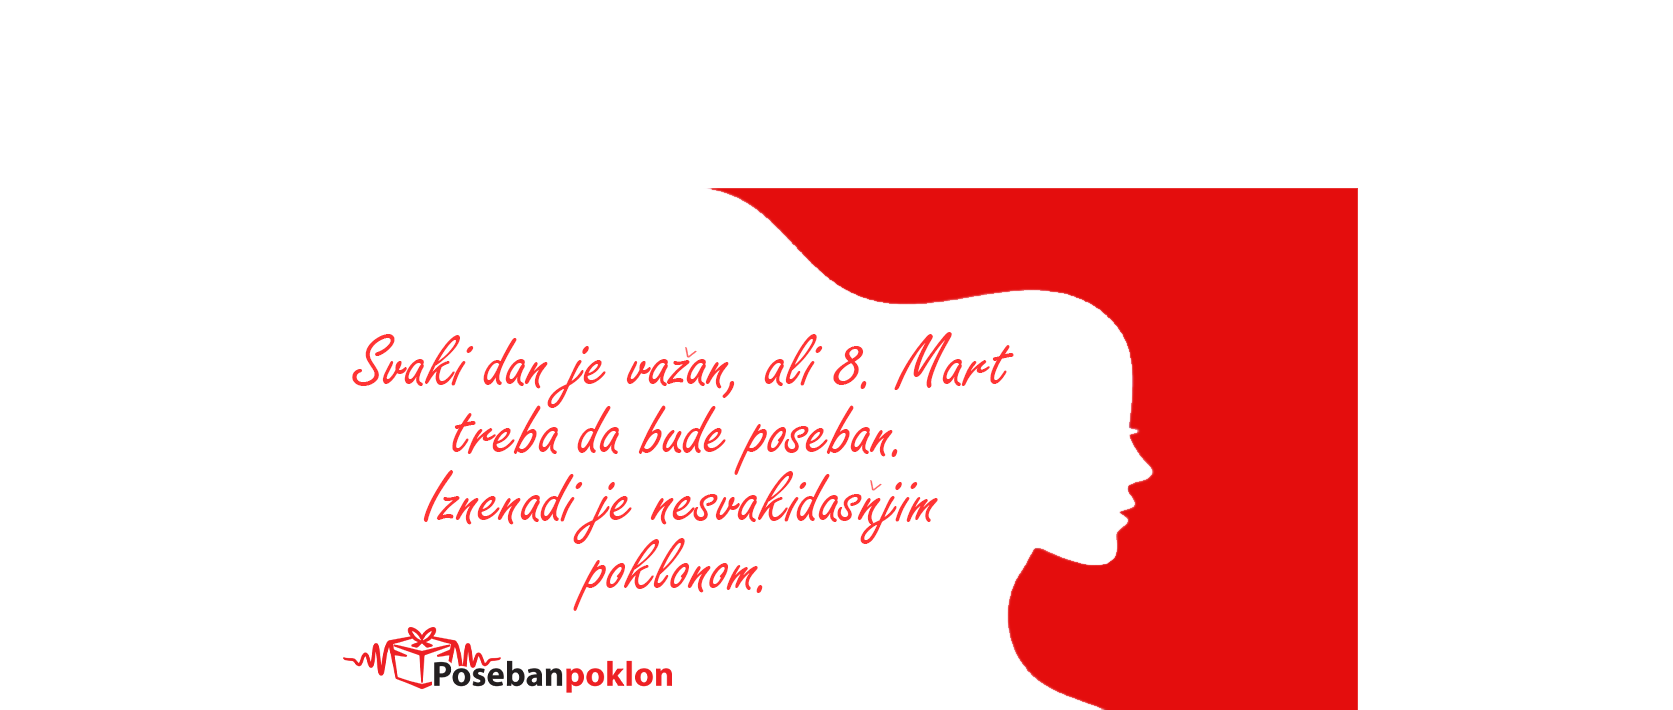 Svaki dan je važan, ali 8. Mart
treba da bude poseban.
Iznenadi je nesvakidašnjim
poklonom.
Posebanpoklon